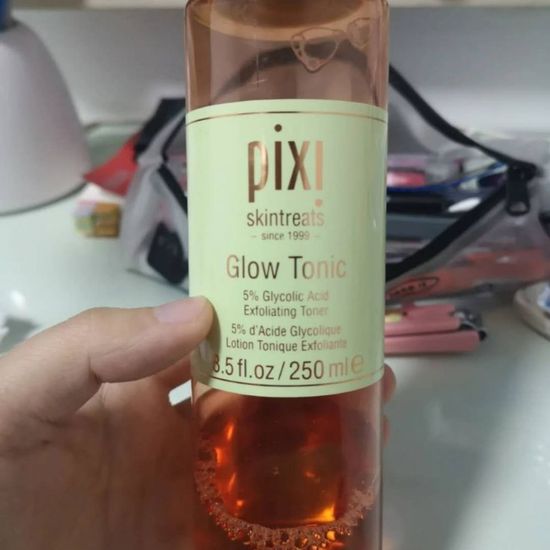 pixi
skintreats
– since 1999 –
Glow Tonic
5% Glycolic Acid
Exfoliating Toner
5% d'Acide Glycolique
Lotion Tonique Exfoliante
8.5 fl.oz / 250 ml e